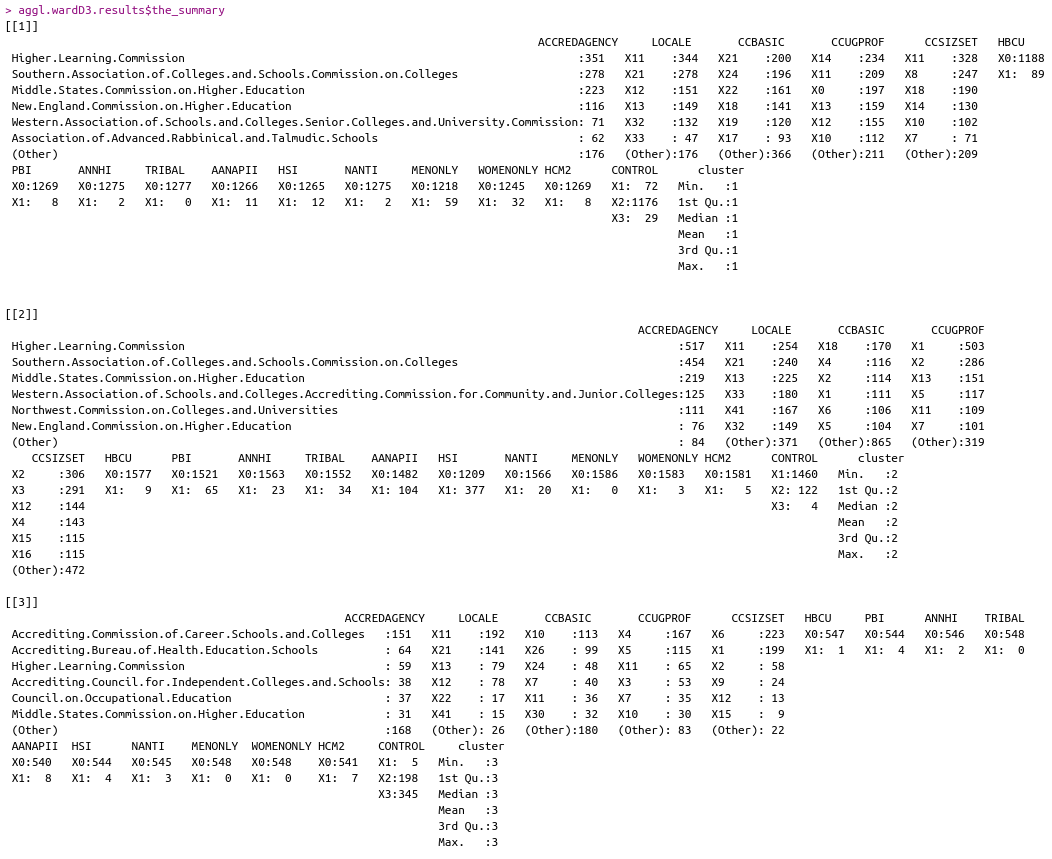 > aggl.wardD3.results$the_summary
[[1]]
ACCREDAGENCY LOCALE CCBASIC CCUGPROF CCSIZSET HBCU
Higher.Learning.Commission :351 X11 :344 X21 :200 X14 :234 X11 :328 X0:1188
Southern.Association.of.Colleges.and.Schools.Commission.on.Colleges :278 X21 :278 X24 :196 X11 :209 X8 :247 X1: 89
Middle.States.Commission.on.Higher.Education :223 X12 :151 X22 :161 X0 :197 X18 :190
New.England.Commission.on.Higher.Education :116 X13 :149 X18 :141 X13 :159 X14 :130
Western.Association.of.Schools.and.Colleges.Senior.Colleges.and.University.Commission: 71 X32 :132 X19 :120 X12 :155 X10 :102
Association.of.Advanced.Rabbinical.and.Talmudic.Schools : 62 X33 : 47 X17 : 93 X10 :112 X7 : 71
(Other) :176 (Other):176 (Other):366 (Other):211 (Other):209
PBI ANNHI TRIBAL AANAPII HSI NANTI MENONLY WOMENONLY HCM2 CONTROL cluster
X0:1269 X0:1275 X0:1277 X0:1266 X0:1265 X0:1275 X0:1218 X0:1245 X0:1269 X1: 72 Min. :1
X1: 8 X1: 2 X1: 0 X1: 11 X1: 12 X1: 2 X1: 59 X1: 32 X1: 8 X2:1176 1st Qu.:1
X3: 29 Median :1
Mean :1
3rd Qu.:1
Max. :1
[[2]]
ACCREDAGENCY LOCALE CCBASIC CCUGPROF
Higher.Learning.Commission :517 X11 :254 X18 :170 X1 :503
Southern.Association.of.Colleges.and.Schools.Commission.on.Colleges :454 X21 :240 X4 :116 X2 :286
Middle.States.Commission.on.Higher.Education :219 X13 :225 X2 :114 X13 :151
Western.Association.of.Schools.and.Colleges.Accrediting.Commission.for.Community.and.Junior.Colleges:125 X33 :180 X1 :111 X5 :117
Northwest.Commission.on.Colleges.and.Universities :111 X41 :167 X6 :106 X11 :109
New.England.Commission.on.Higher.Education : 76 X32 :149 X5 :104 X7 :101
(Other) : 84 (Other):371 (Other):865 (Other):319
CCSIZSET HBCU PBI ANNHI TRIBAL AANAPII HSI NANTI MENONLY WOMENONLY HCM2 CONTROL cluster
X2 :306 X0:1577 X0:1521 X0:1563 X0:1552 X0:1482 X0:1209 X0:1566 X0:1586 X0:1583 X0:1581 X1:1460 Min. :2
X3 :291 X1: 9 X1: 65 X1: 23 X1: 34 X1: 104 X1: 377 X1: 20 X1: 0 X1: 3 X1: 5 X2: 122 1st Qu.:2
X12 :144 X3: 4 Median :2
X4 :143 Mean :2
X15 :115 3rd Qu.:2
X16 :115 Max. :2
(Other):472
[[3]]
ACCREDAGENCY LOCALE CCBASIC CCUGPROF CCSIZSET HBCU PBI ANNHI TRIBAL
Accrediting.Commission.of.Career.Schools.and.Colleges :151 X11 :192 X10 :113 X4 :167 X6 :223 X0:547 X0:544 X0:546 X0:548
Accrediting.Bureau.of.Health.Education.Schools : 64 X21 :141 X26 : 99 X5 :115 X1 :199 X1: 1 X1: 4 X1: 2 X1: 0
Higher.Learning.Commission : 59 X13 : 79 X24 : 48 X11 : 65 X2 : 58
Accrediting.Council.for.Independent.Colleges.and.Schools: 38 X12 : 78 X7 : 40 X3 : 53 X9 : 24
Council.on.Occupational.Education : 37 X22 : 17 X11 : 36 X7 : 35 X12 : 13
Middle.States.Commission.on.Higher.Education : 31 X41 : 15 X30 : 32 X10 : 30 X15 : 9
(Other) :168 (Other): 26 (Other):180 (Other): 83 (Other): 22
AANAPII HSI NANTI MENONLY WOMENONLY HCM2 CONTROL cluster
X0:540 X0:544 X0:545 X0:548 X0:548 X0:541 X1: 5 Min. :3
X1: 8 X1: 4 X1: 3 X1: 0 X1: 0 X1: 7 X2:198 1st Qu.:3
X3:345 Median :3
Mean :3
3rd Qu.:3
Max. :3